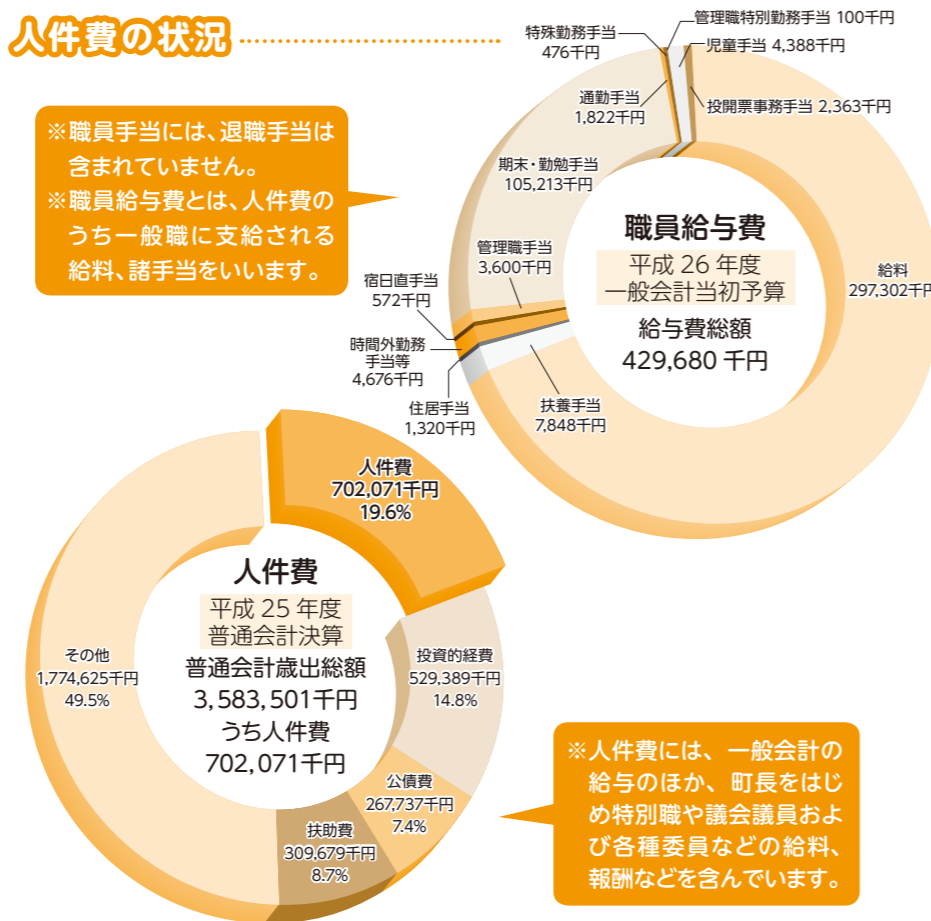 人件費の状況
※職員手当には、退職手当は
含まれていません。
※職員給与費とは、人件費の
うち一般職に支給される
給料、諸手当をいいます。
管理職特別勤務手当 100千円
特殊勤務手当
476千円
児童手当 4,388千円
通勤手当
1,822千円
投開票事務手当 2,363千円
期末・勤勉手当
105,213千円
管理職手当
3,600千円
宿日直手当
572千円
時間外勤務
手当等
4,676千円
住居手当
1,320千円
扶養手当
7,848千円
給料
297,302千円
職員給与費
平成 26 年度
一般会計当初予算
給与費総額
429,680 千円
人件費
702,071千円
19.6%
人件費
平成 25 年度
普通会計決算
普通会計歳出総額
3,583,501千円
うち人件費
702,071千円
その他
1,774,625千円
49.5%
投資的経費
529,389千円
14.8%
公債費
267,737千円
7.4%
扶助費
309,679千円
8.7%
※人件費には、一般会計の
給与のほか、町長をはじ
め特別職や議会議員およ
び各種委員などの給料、
報酬などを含んでいます。